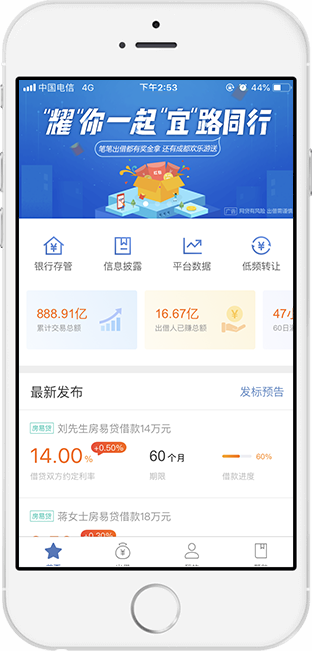 中国电信 4G 下午2:53 44%
"耀"你一起"宜"路同行
笔笔出借都有奖金拿 还有成都欢乐游送
广告 网贷有风险 出借需谨慎
银行存管 信息披露 平台数据 低频转让
888.91亿 16.67亿 47小
累计交易总额 出借人已赚总额 60日
最新发布 发标预告
房易贷 刘先生房易贷借款14万元
14.00% +0.50% 60个月 60%
借贷双方约定利率 期限 借款进度
房易贷 蒋女士房易贷借款18万元
+0.30%